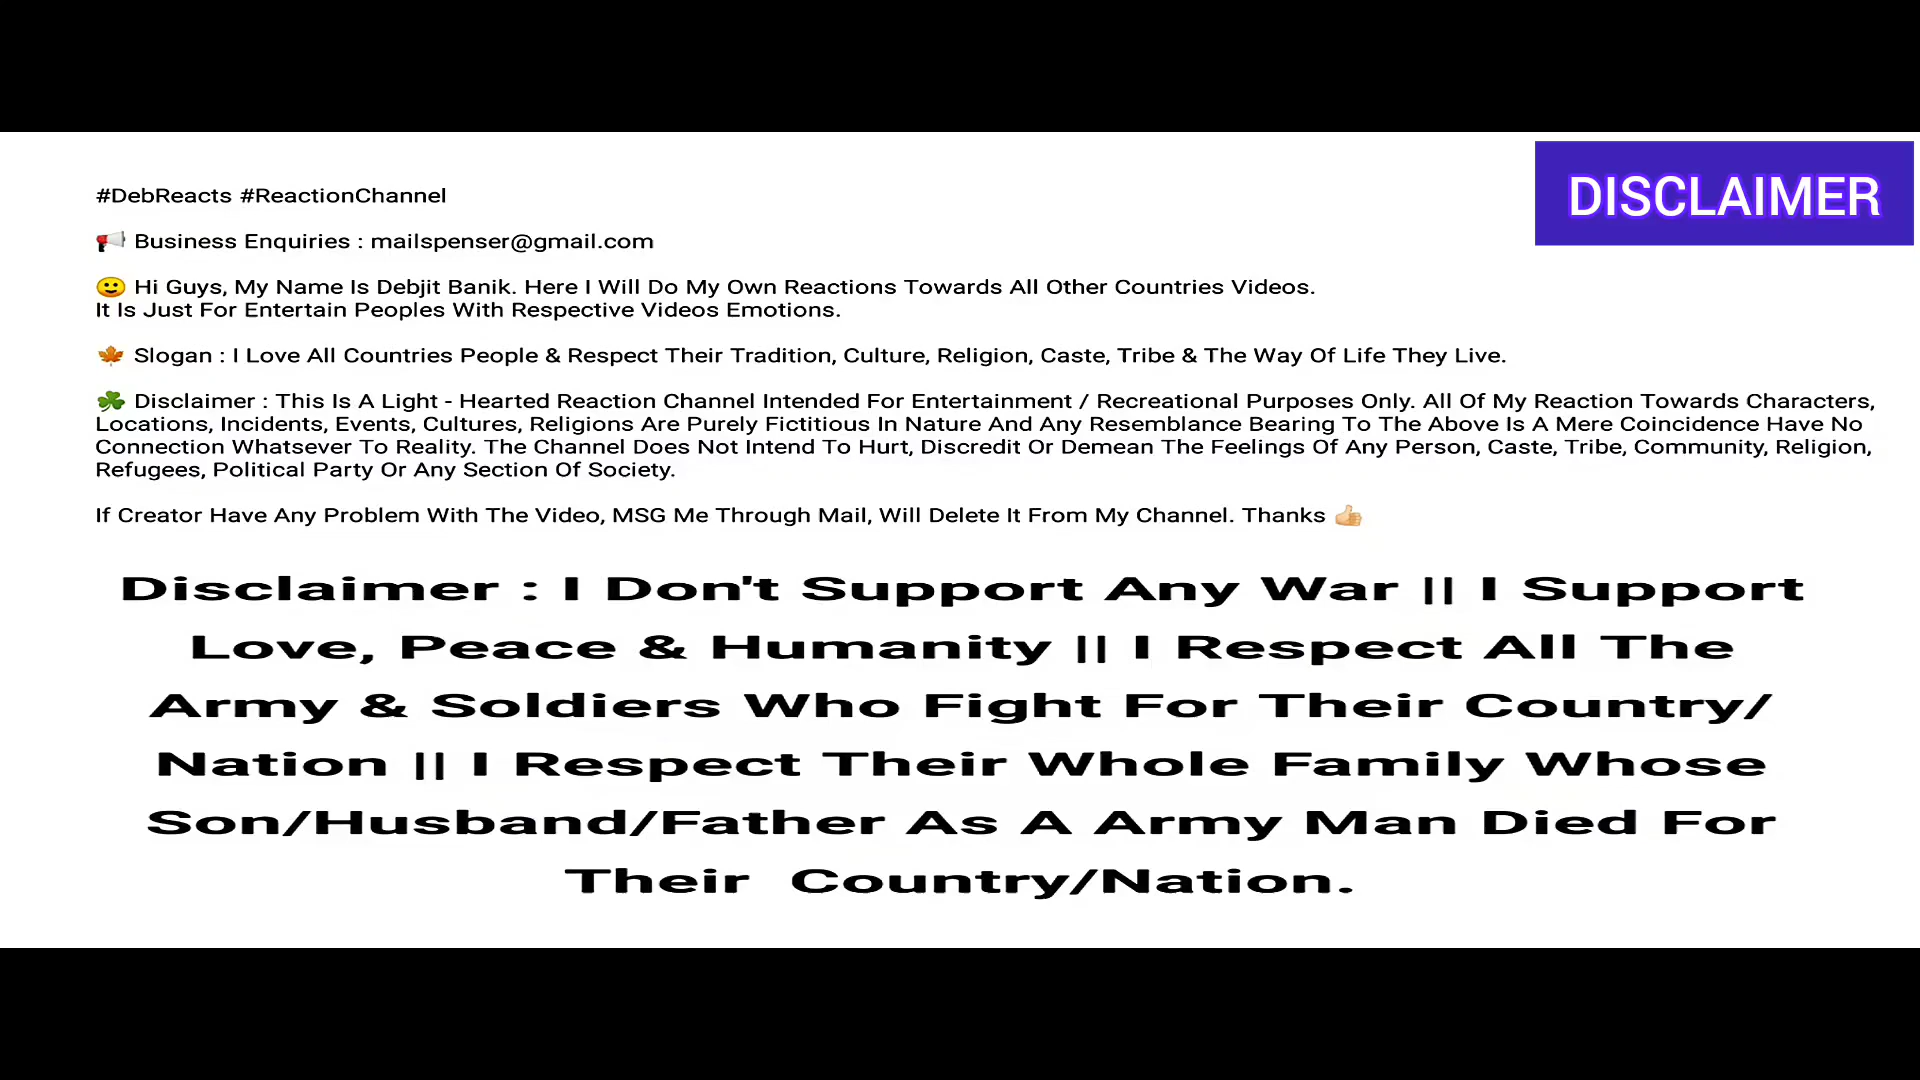 DISCLAIMER
#DebReacts #ReactionChannel
📢 Business Enquiries : mailspenser@gmail.com
🙂 Hi Guys, My Name Is Debjit Banik. Here I Will Do My Own Reactions Towards All Other Countries Videos.
It Is Just For Entertain Peoples With Respective Videos Emotions.
🍁 Slogan : I Love All Countries People & Respect Their Tradition, Culture, Religion, Caste, Tribe & The Way Of Life They Live.
☘️ Disclaimer : This Is A Light - Hearted Reaction Channel Intended For Entertainment / Recreational Purposes Only. All Of My Reaction Towards Characters,
Locations, Incidents, Events, Cultures, Religions Are Purely Fictitious In Nature And Any Resemblance Bearing To The Above Is A Mere Coincidence Have No
Connection Whatsever To Reality. The Channel Does Not Intend To Hurt, Discredit Or Demean The Feelings Of Any Person, Caste, Tribe, Community, Religion,
Refugees, Political Party Or Any Section Of Society.
If Creator Have Any Problem With The Video, MSG Me Through Mail, Will Delete It From My Channel. Thanks 👍🏻
Disclaimer : I Don't Support Any War || I Support
Love, Peace & Humanity || I Respect All The
Army & Soldiers Who Fight For Their Country/
Nation || I Respect Their Whole Family Whose
Son/Husband/Father As A Army Man Died For
Their Country/Nation.